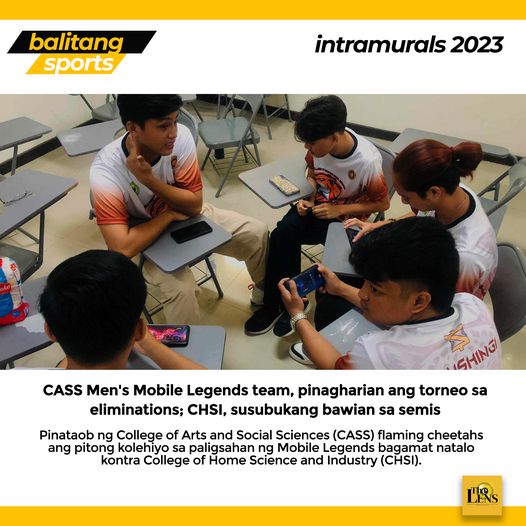 balitang
sports
intramurals 2023
USHINGI
CASS Men's Mobile Legends team, pinagharian ang torneo sa
eliminations; CHSI, susubukang bawian sa semis
Pinataob ng College of Arts and Social Sciences (CASS) flaming cheetahs
ang pitong kolehiyo sa paligsahan ng Mobile Legends bagamat natalo
kontra College of Home Science and Industry (CHSI).
THE
LENS